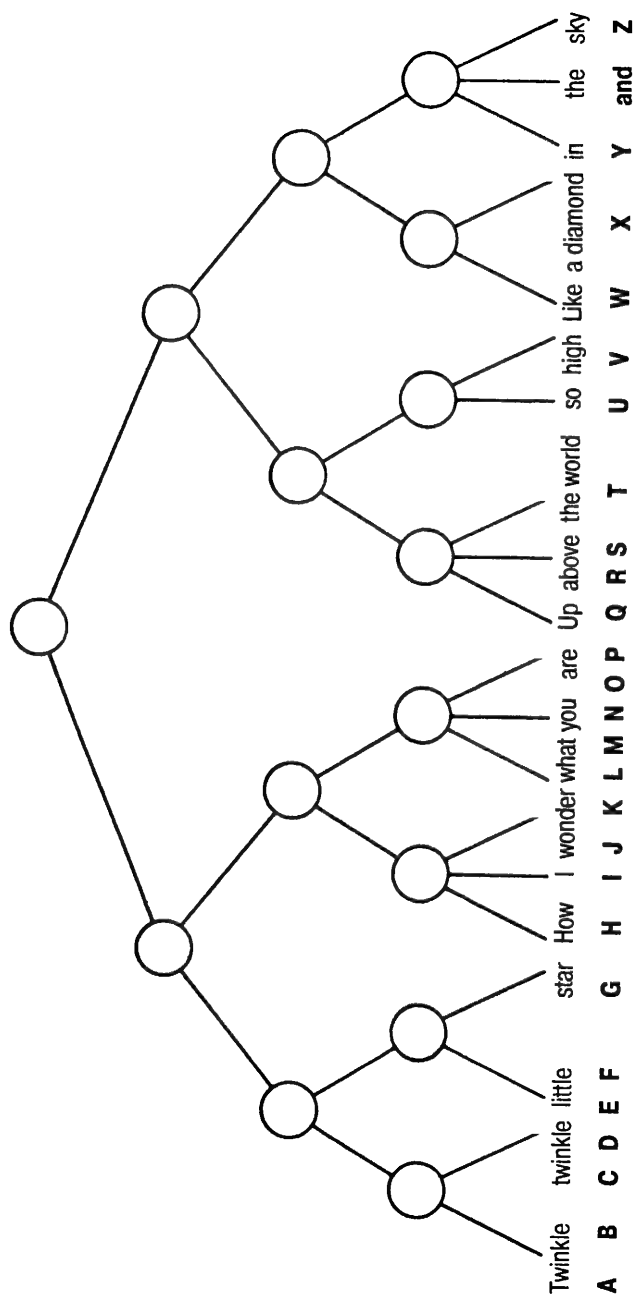 Twinkle twinkle little star How I wonder what you are Up above the world so high Like a diamond in the sky
A B C D E F G H I J K L M N O P Q R S T U V W X Y and Z